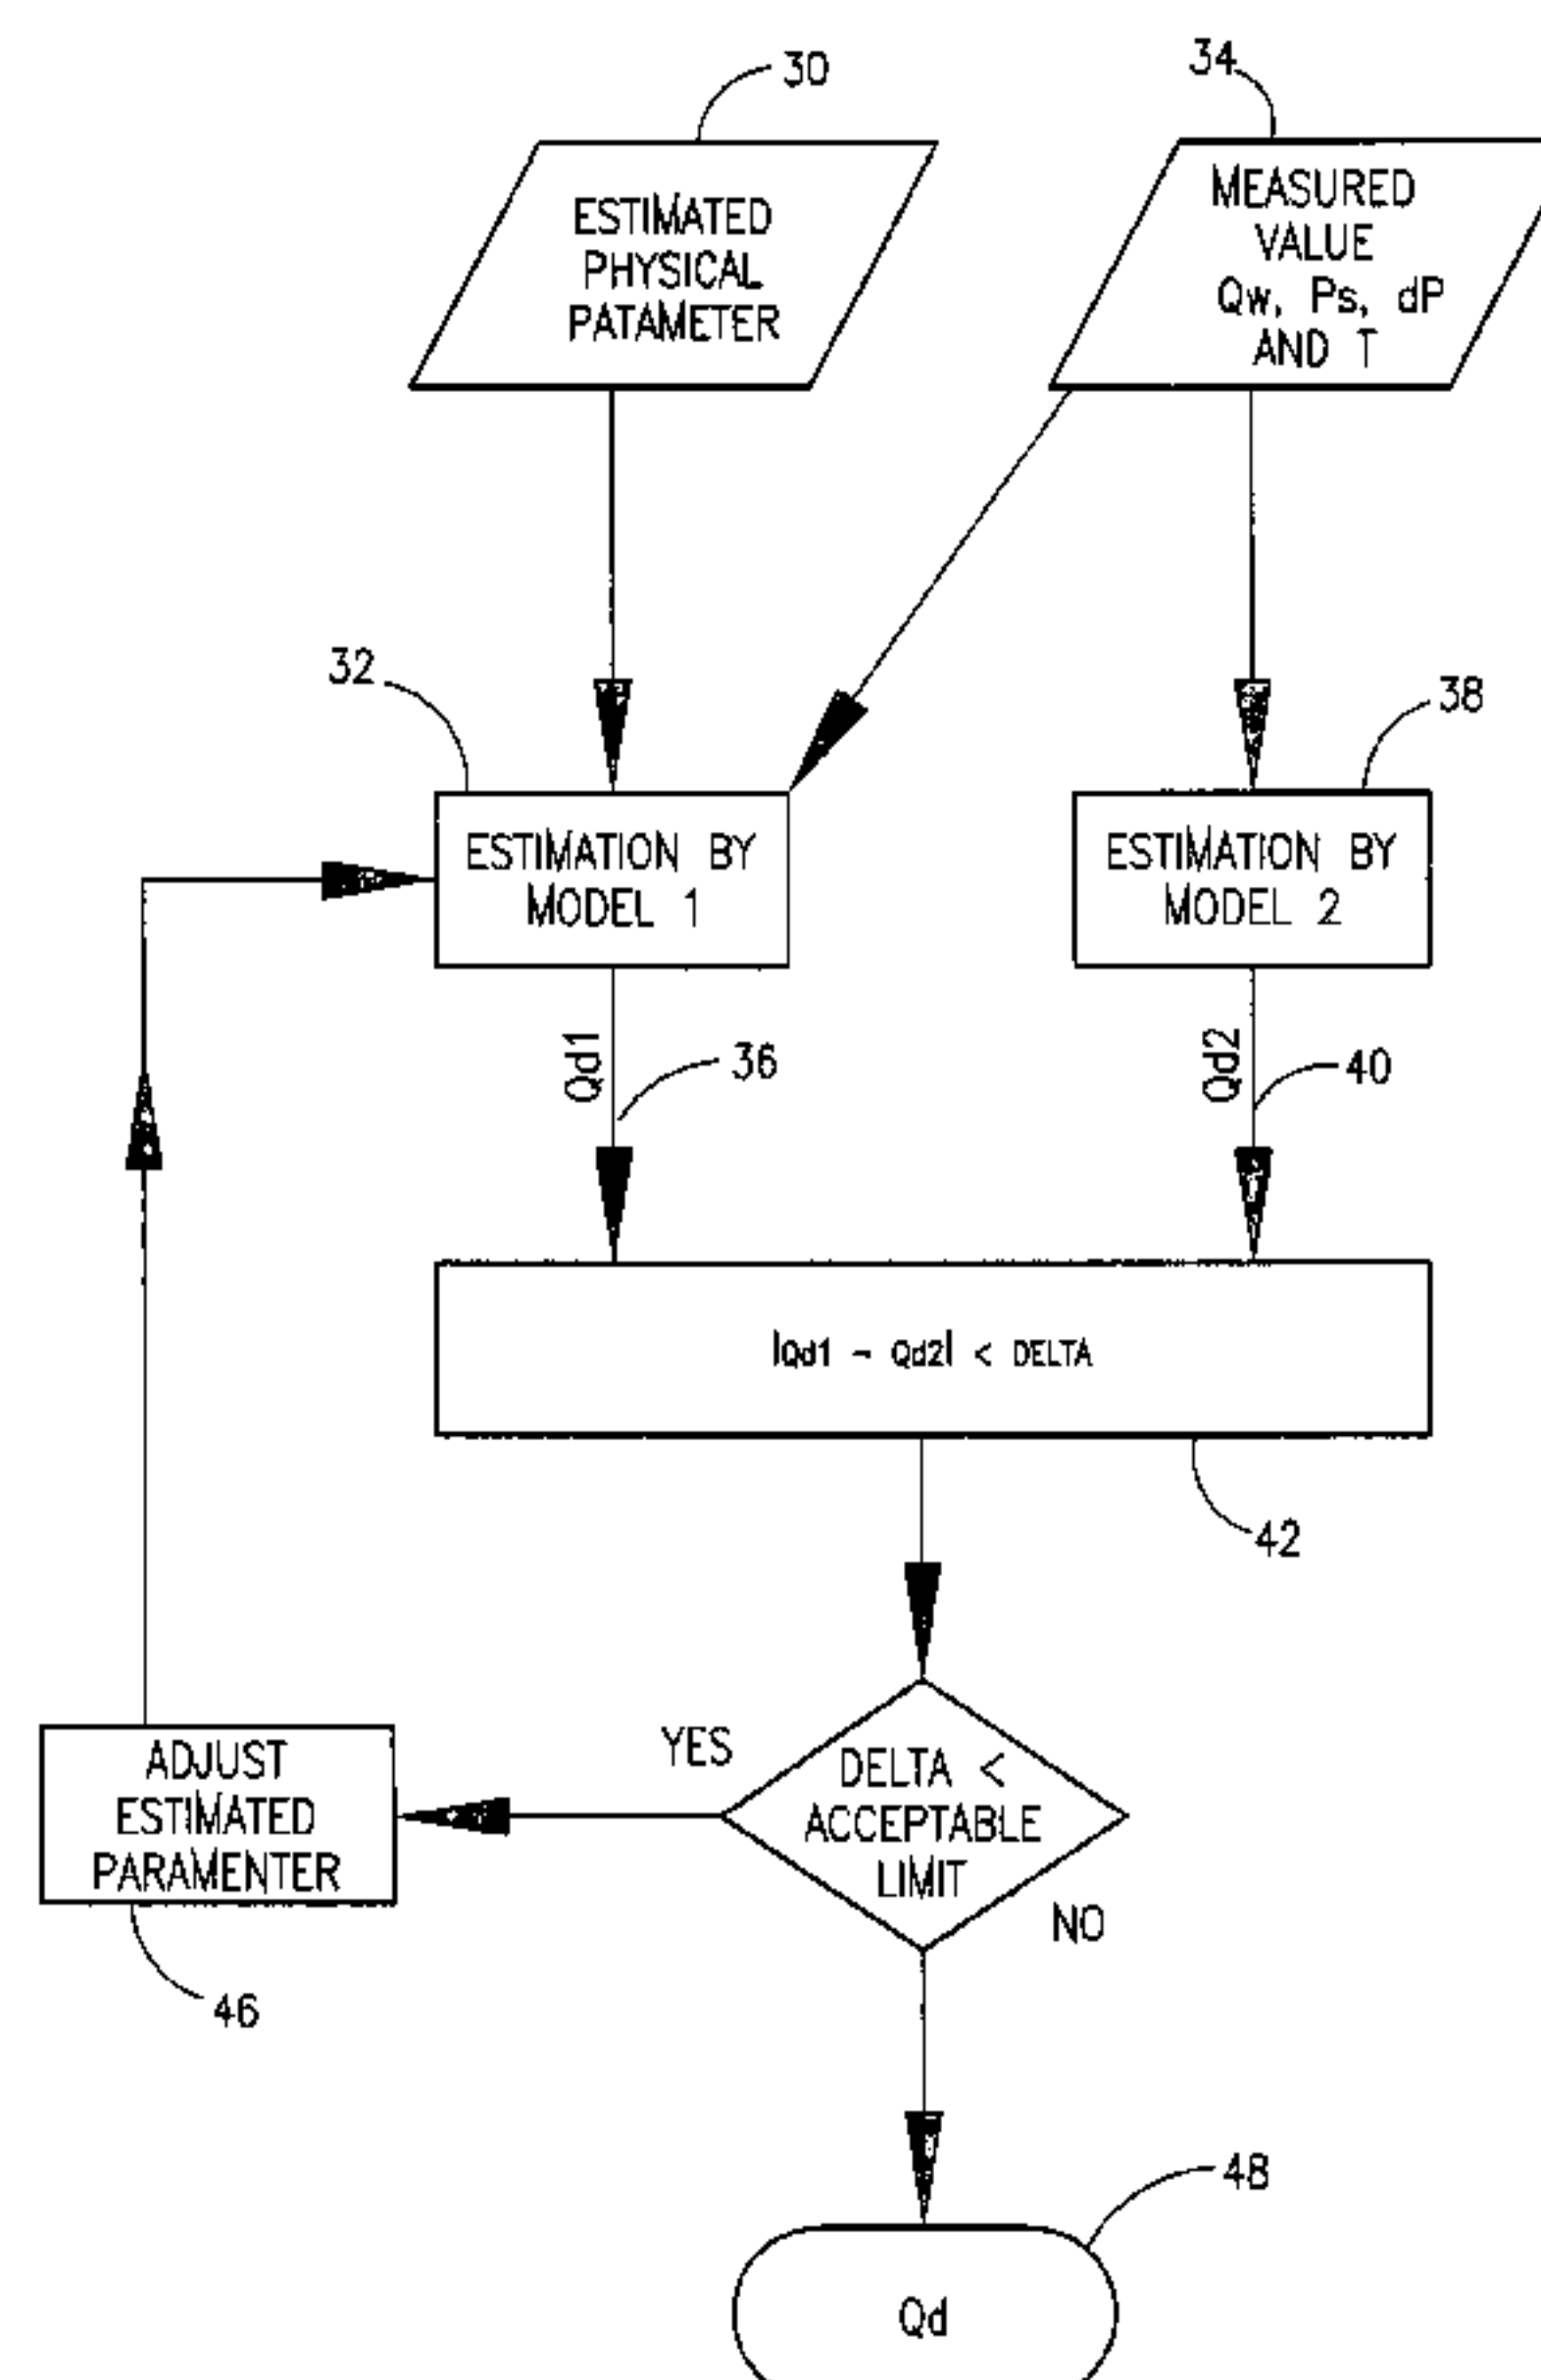 30
34
ESTIMATED
PHYSICAL
PATAMETER
MEASURED
VALUE
Qw, Ps, dP
AND T
32
38
ESTIMATION BY
MODEL 1
ESTIMATION BY
MODEL 2
Qd1
36
Qd2
40
|Qd1 - Qd2| < DELTA
42
YES
DELTA <
ACCEPTABLE
LIMIT
NO
ADJUST
ESTIMATED
PARAMENTER
46
48
Qd